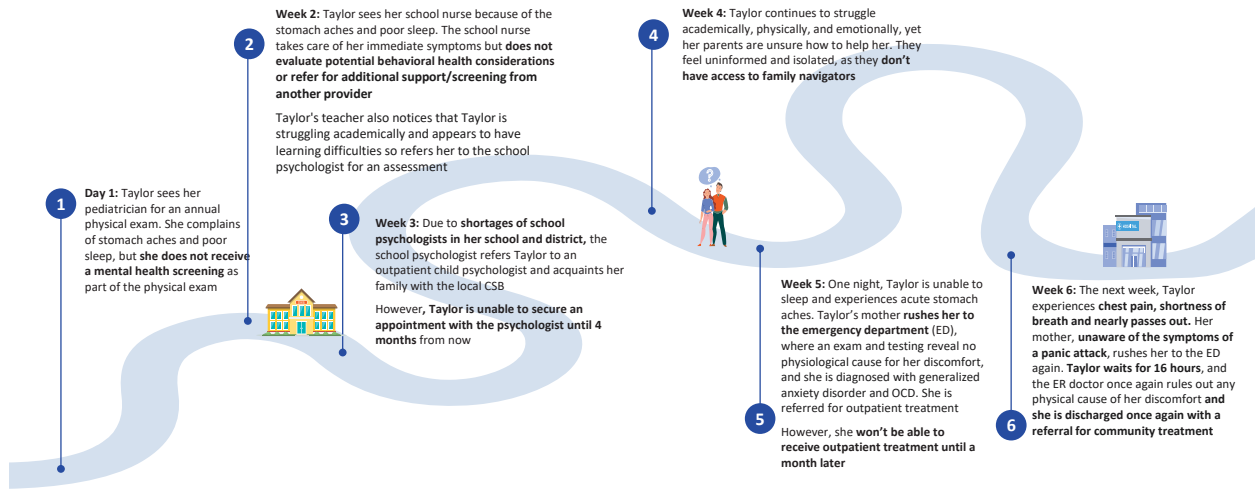 1
Day 1: Taylor sees her
pediatrician for an annual
physical exam. She complains
of stomach aches and poor
sleep, but she does not receive
a mental health screening as
part of the physical exam
2
Week 2: Taylor sees her school nurse because of the
stomach aches and poor sleep. The school nurse
takes care of her immediate symptoms but does not
evaluate potential behavioral health considerations
or refer for additional support/screening from
another provider
Taylor's teacher also notices that Taylor is
struggling academically and appears to have
learning difficulties so refers her to the school
psychologist for an assessment
3
Week 3: Due to shortages of school
psychologists in her school and district, the
school psychologist refers Taylor to an
outpatient child psychologist and acquaints her
family with the local CSB
However, Taylor is unable to secure an
appointment with the psychologist until 4
months from now
4
Week 4: Taylor continues to struggle
academically, physically, and emotionally, yet
her parents are unsure how to help her. They
feel uninformed and isolated, as they don't
have access to family navigators
?
5
Week 5: One night, Taylor is unable to
sleep and experiences acute stomach
aches. Taylor's mother rushes her to
the emergency department (ED),
where an exam and testing reveal no
physiological cause for her discomfort,
and she is diagnosed with generalized
anxiety disorder and OCD. She is
referred for outpatient treatment
However, she won't be able to
receive outpatient treatment until a
month later
6
Week 6: The next week, Taylor
experiences chest pain, shortness of
breath and nearly passes out. Her
mother, unaware of the symptoms of
a panic attack, rushes her to the ED
again. Taylor waits for 16 hours, and
the ER doctor once again rules out any
physical cause of her discomfort and
she is discharged once again with a
referral for community treatment